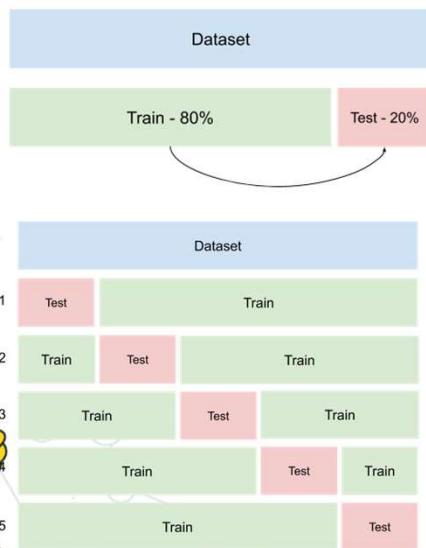 Dataset
Train - 80% Test - 20%
Dataset
1 Test Train
2 Train Test Train
3 Train Test Train
4 Train Test Train
5 Train Test